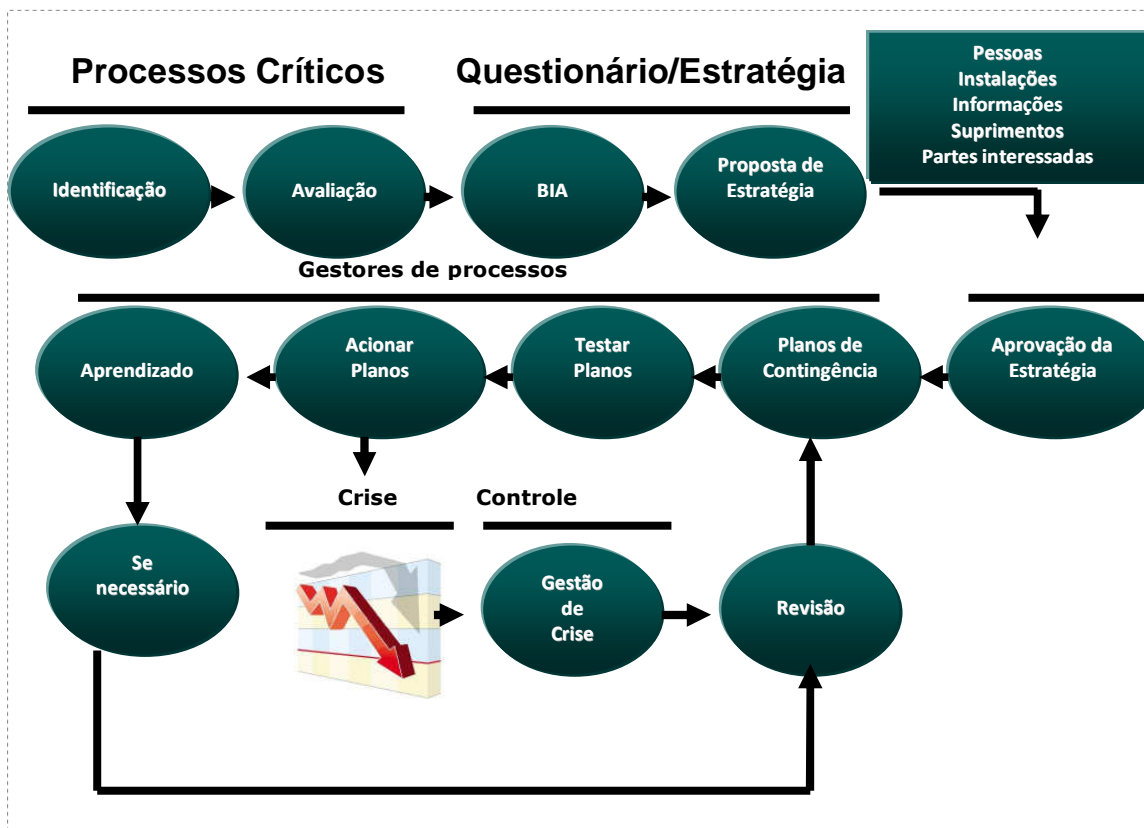 Processos Críticos
Questionário/Estratégia
Pessoas
Instalações
Informações
Suprimentos
Partes interessadas
Identificação
Avaliação
BIA
Proposta de
Estratégia
Gestores de processos
Aprendizado
Acionar
Planos
Testar
Planos
Planos de
Contingência
Aprovação da
Estratégia
Crise
Controle
Se
necessário
Gestão
de
Crise
Revisão